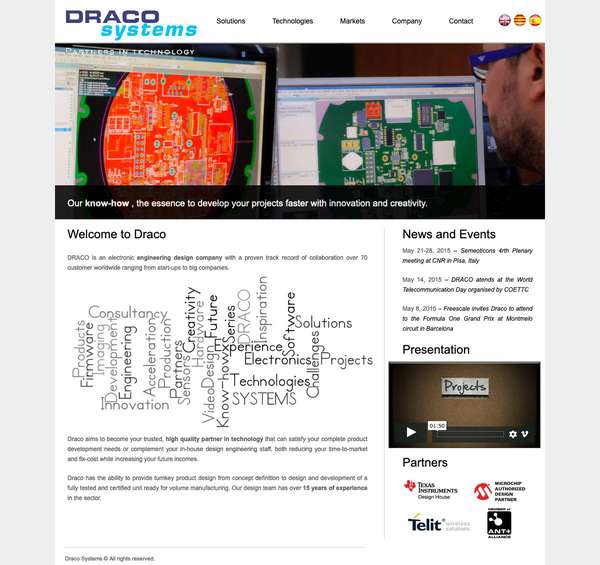 DRACO
systems
Solutions
Technologies
Markets
Company
Contact
PARTNERS IN TECHNOLOGY
Our know-how , the essence to develop your projects faster with innovation and creativity.
Welcome to Draco
DRACO is an electronic engineering design company with a proven track record of collaboration over 70
customer worldwide ranging from start-ups to big companies.
Consultancy
Products
Firmware
Imaging
Development
Engineering
Innovation
Acceleration
Production
Partners
Sensors
Creativity
Hardware
Future
VideoDesign
Know-how
Series
DRACO
Inspiration
Software
Solutions
Experience
Electronics
Projects
Challenges
Technologies
SYSTEMS
Draco aims to become your trusted, high quality partner in technology that can satisfy your complete product
development needs or complement your in-house design engineering staff, both reducing your time-to-market
and fix-cost while increasing your future incomes.
Draco has the ability to provide turnkey product design from concept definition to design and development of a
fully tested and certified unit ready for volume manufacturing. Our design team has over 15 years of experience
in the sector.
News and Events
May 21-28, 2015 – Semeoticons 4rth Plenary
meeting at CNR in Pisa, Italy
May 14, 2015 – DRACO atends at the World
Telecommunication Day organised by COETTC
May 8, 2015 – Freescale invites Draco to attend
to the Formula One Grand Prix at Montmelo
circuit in Barcelona
Presentation
Projects
01:50
Partners
TEXAS
INSTRUMENTS
Design House
MICROCHIP
AUTHORIZED
DESIGN
PARTNER
Telit
wireless
solutions
MEMBER OF
ANT+
ALLIANCE
Draco Systems © All rights reserved.